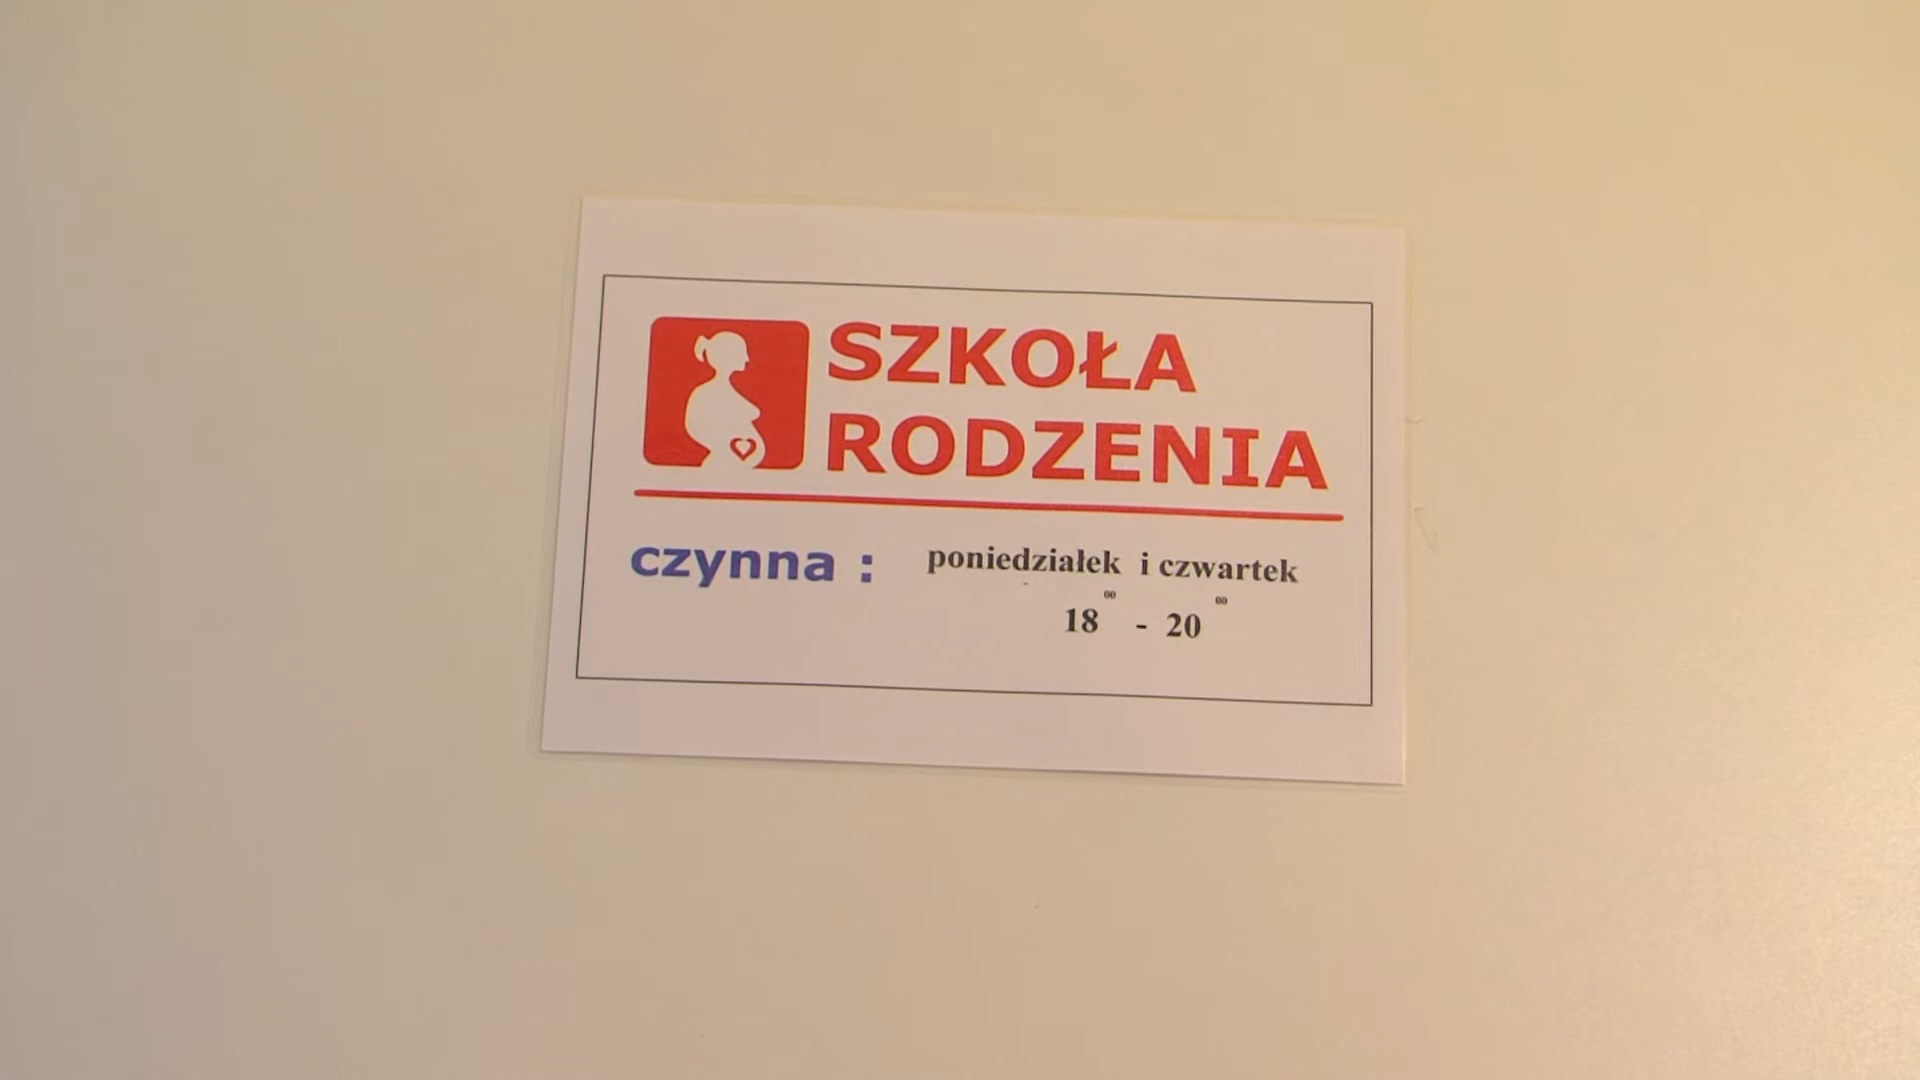 SZKOŁA
RODZENIA
czynna : poniedziałek i czwartek
18⁰⁰ - 20⁰⁰